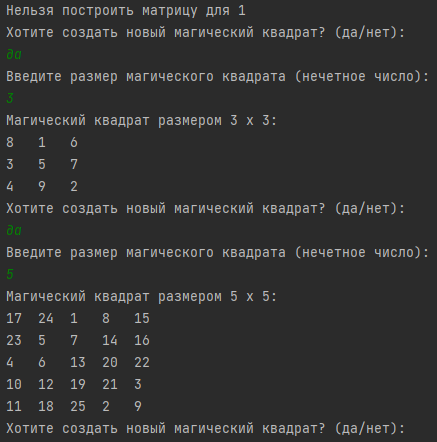 Нельзя построить матрицу для 1
Хотите создать новый магический квадрат? (да/нет):
да
Введите размер магического квадрата (нечетное число):
3
Магический квадрат размером 3 x 3:
8 1 6
3 5 7
4 9 2
Хотите создать новый магический квадрат? (да/нет):
да
Введите размер магического квадрата (нечетное число):
5
Магический квадрат размером 5 x 5:
17 24 1 8 15
23 5 7 14 16
4 6 13 20 22
10 12 19 21 3
11 18 25 2 9
Хотите создать новый магический квадрат? (да/нет):